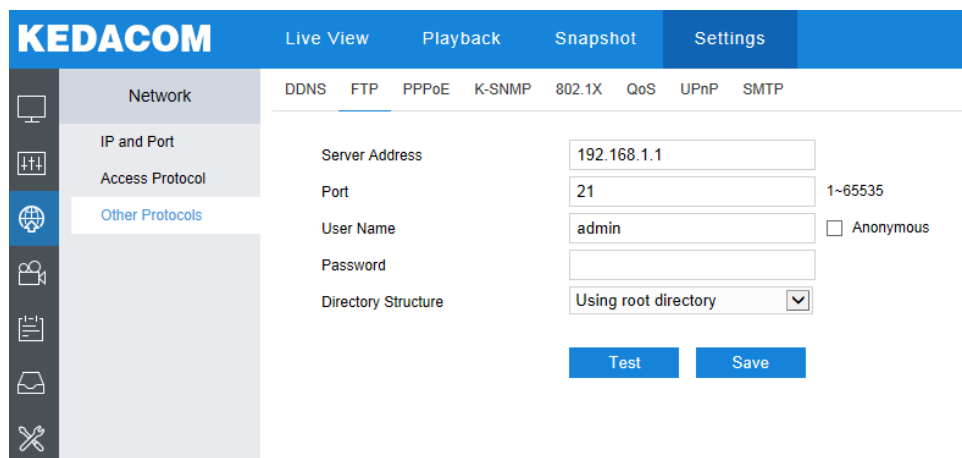 KEDACOM Live View Playback Snapshot Settings
Network
IP and Port
Access Protocol
Other Protocols
DDNS FTP PPPoE K-SNMP 802.1X QoS UPnP SMTP
Server Address 192.168.1.1
Port 21 1~65535
User Name admin Anonymous
Password
Directory Structure Using root directory
Test Save